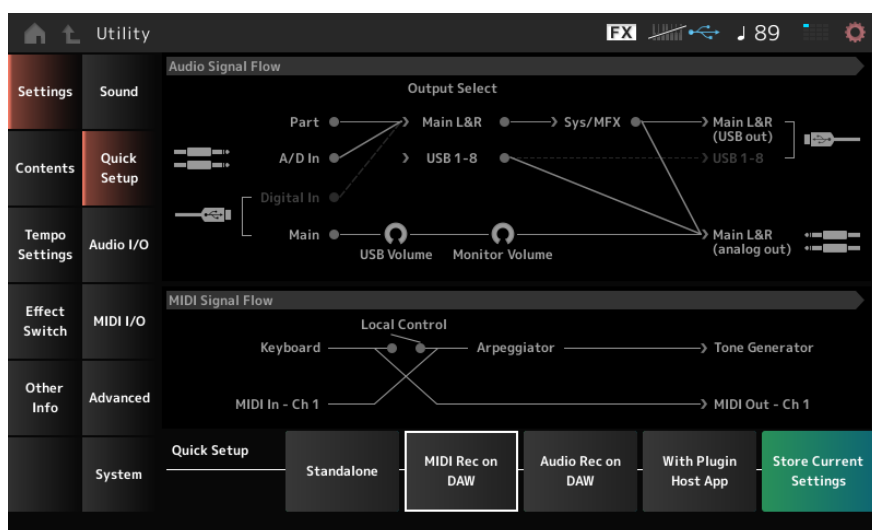 Utility
FX
89
Settings
Sound
Contents
Quick
Setup
Tempo
Settings
Audio I/O
Effect
Switch
MIDI I/O
Other
Info
Advanced
System
Audio Signal Flow
Output Select
Part
Main L&R
Sys/MFX
Main L&R
(USB out)
A/D In
USB 1-8
USB 1-8
Digital In
Main
USB Volume
Monitor Volume
Main L&R
(analog out)
MIDI Signal Flow
Local Control
Keyboard
Arpeggiator
Tone Generator
MIDI In - Ch 1
MIDI Out - Ch 1
Quick Setup
Standalone
MIDI Rec on
DAW
Audio Rec on
DAW
With Plugin
Host App
Store Current
Settings